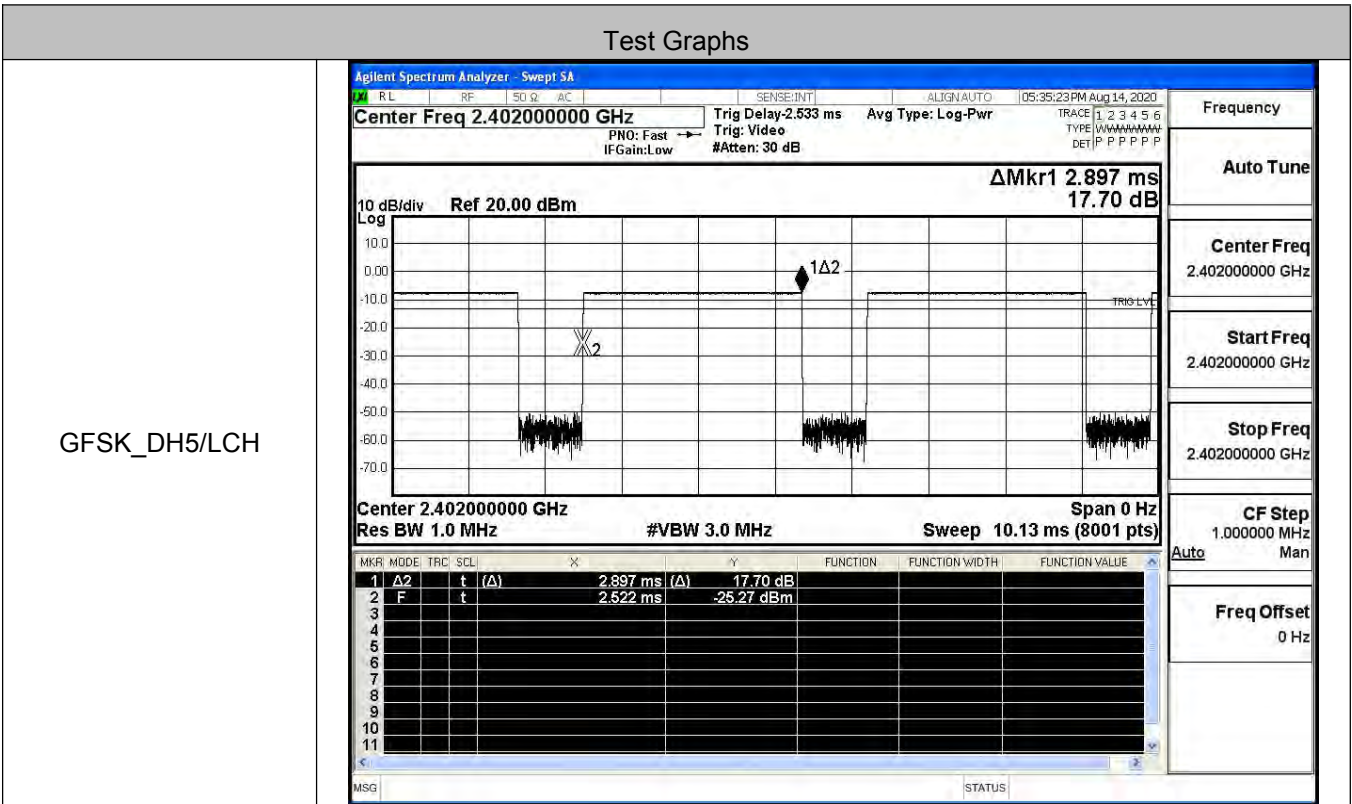 Test Graphs
GFSK_DH5/LCH
Agilent Spectrum Analyzer - Swept SA
RL RF 50 Ω AC SENSE:INT ALIGNAUTO 05:35:23 PM Aug 14, 2020
Center Freq 2.402000000 GHz Trig Delay-2.533 ms Avg Type: Log-Pwr TRACE 1 2 3 4 5 6
PNO: Fast Trig: Video TYPE
IFGain:Low #Atten: 30 dB DET P P P P P P
ΔMkr1 2.897 ms
17.70 dB
10 dB/div Ref 20.00 dBm
Log
10.0
0.00
-10.0
-20.0
-30.0
-40.0
-50.0
-60.0
-70.0
1Δ2
TRIG LVL
2
Center 2.402000000 GHz Span 0 Hz
Res BW 1.0 MHz #VBW 3.0 MHz Sweep 10.13 ms (8001 pts)
MKR MODE TRC SCL X Y FUNCTION FUNCTION WIDTH FUNCTION VALUE
1 Δ2 t (Δ) 2.897 ms (Δ) 17.70 dB
2 F t 2.522 ms -25.27 dBm
3
4
5
6
7
8
9
10
11
MSG STATUS
Frequency
Auto Tune
Center Freq
2.402000000 GHz
Start Freq
2.402000000 GHz
Stop Freq
2.402000000 GHz
CF Step
1.000000 MHz
Auto Man
Freq Offset
0 Hz